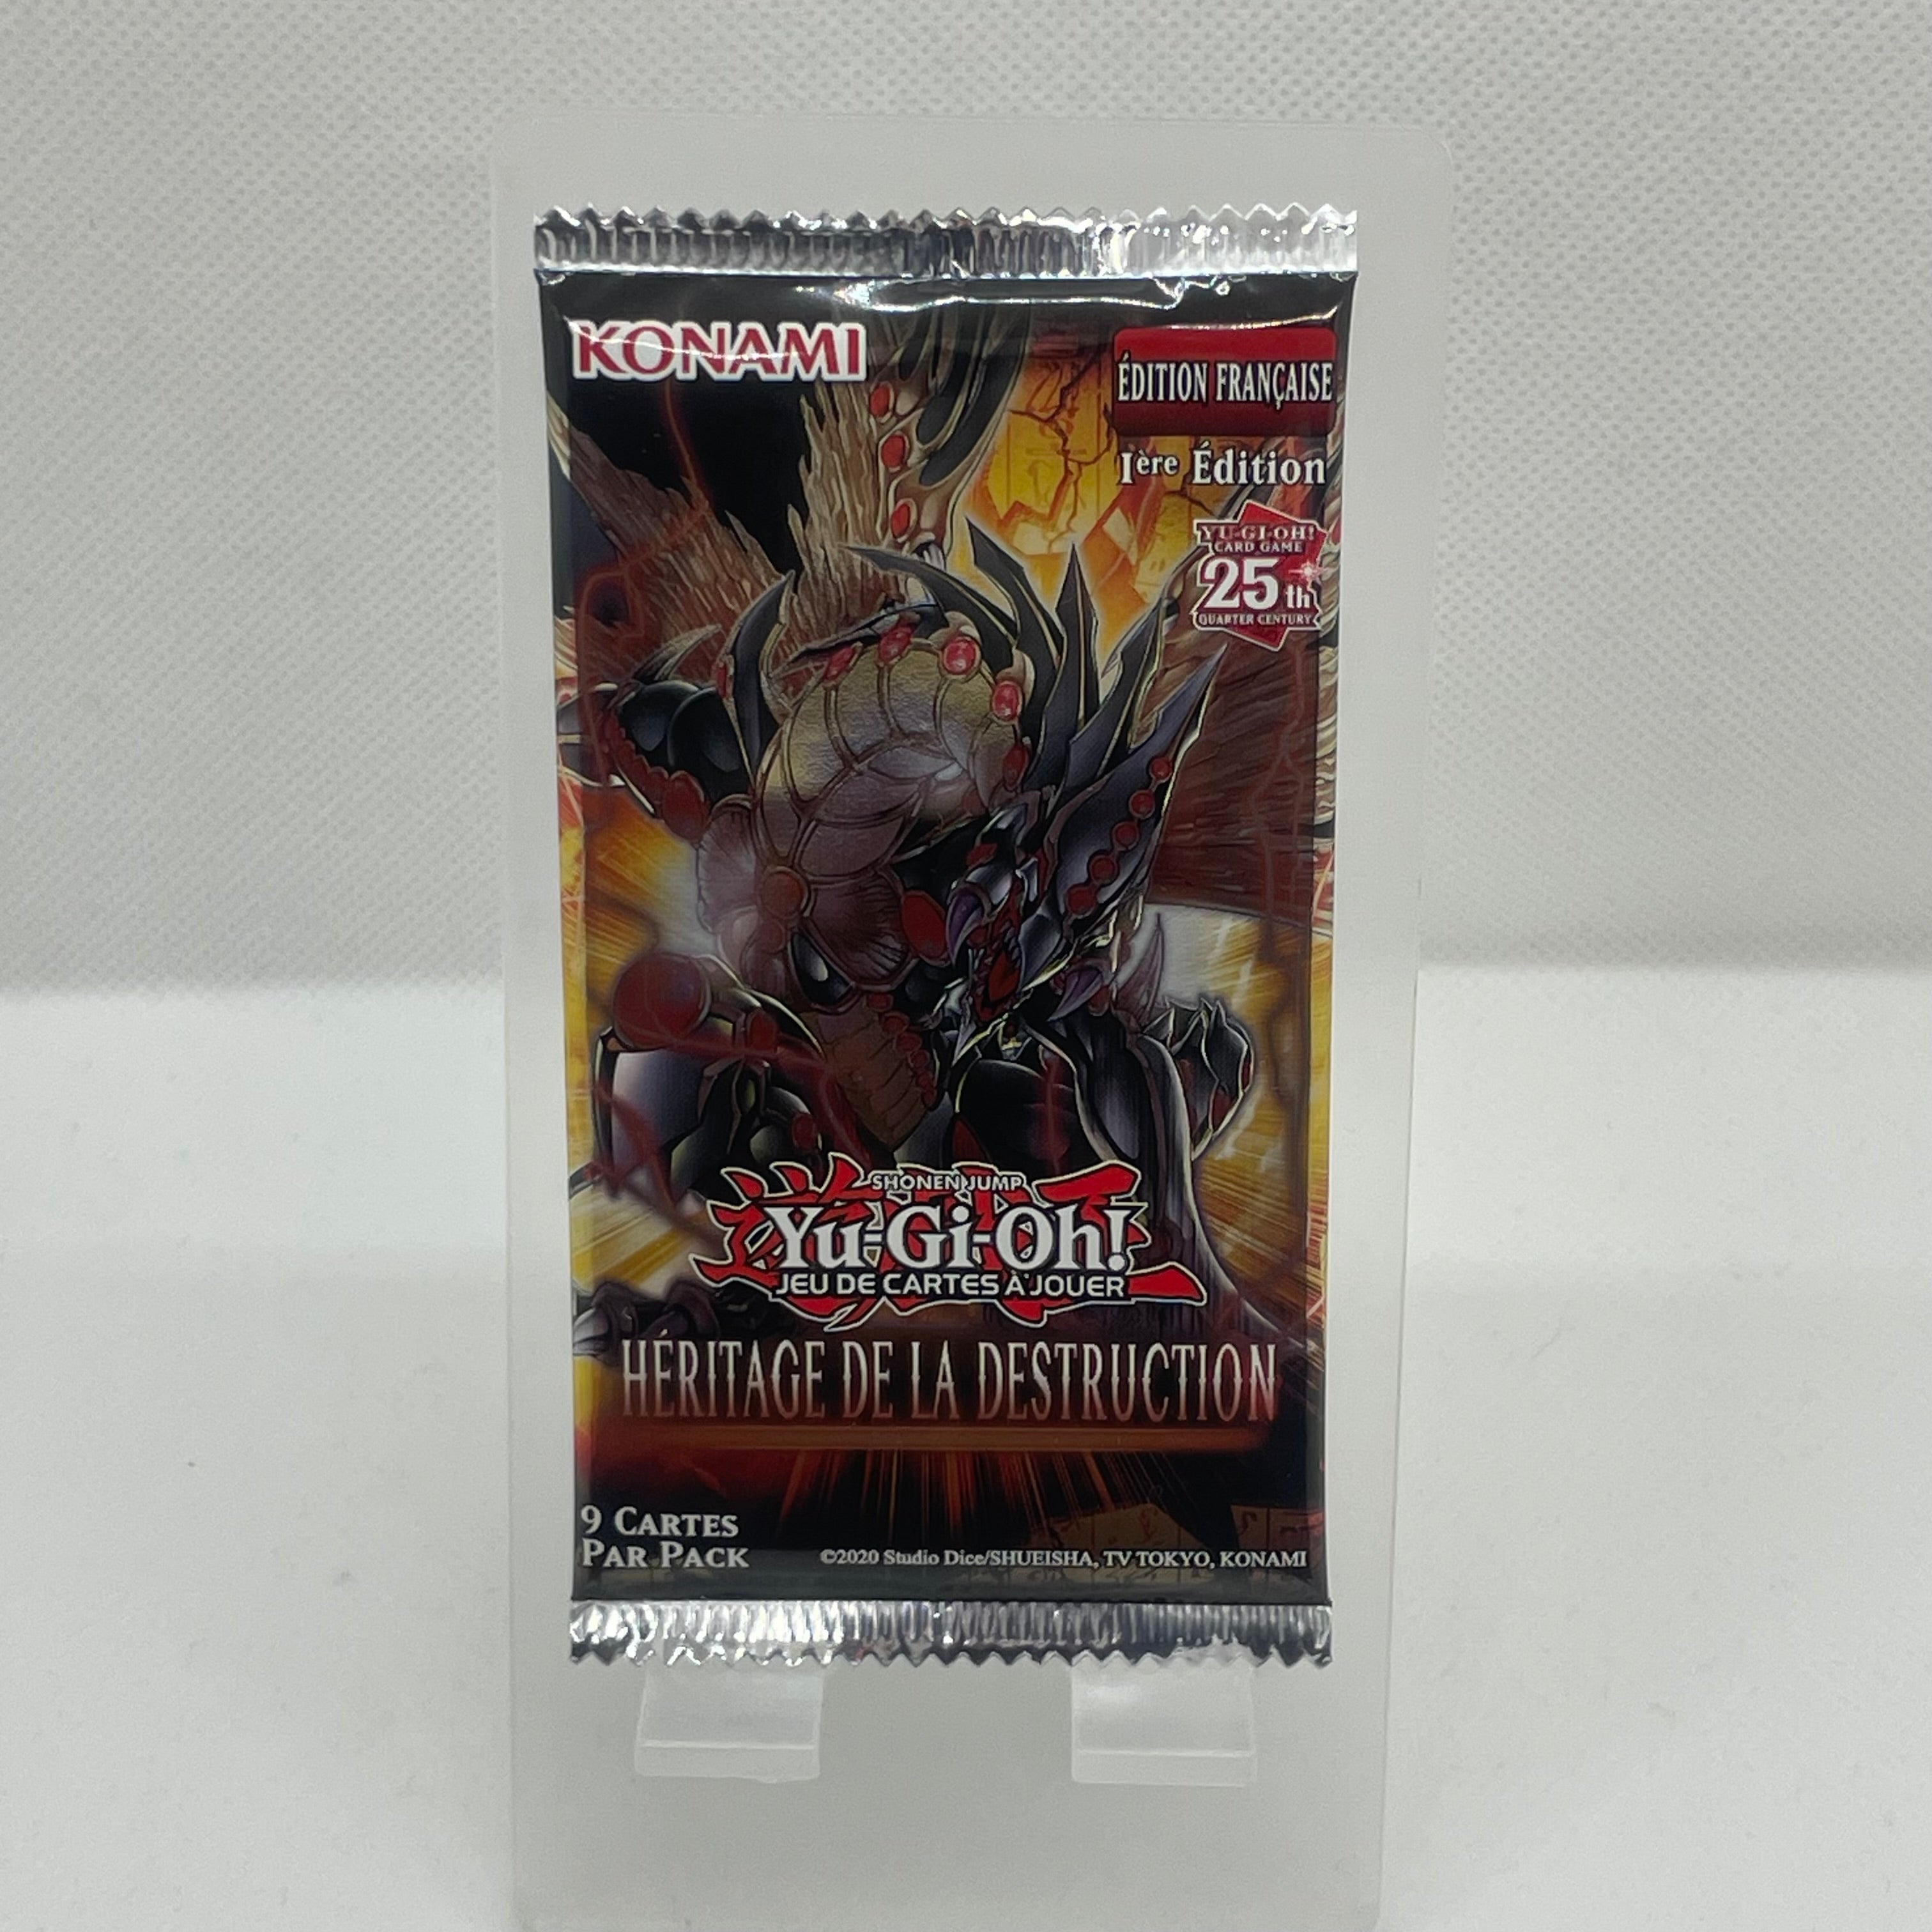 KONAMI
ÉDITION FRANÇAISE
Ière Édition
YU-GI-OH!
CARD GAME
25th
QUARTER CENTURY
SHONEN JUMP
Yu-Gi-Oh!
JEU DE CARTES À JOUER
HÉRITAGE DE LA DESTRUCTION
9 CARTES
PAR PACK
©2020 Studio Dice/SHUEISHA, TV TOKYO, KONAMI